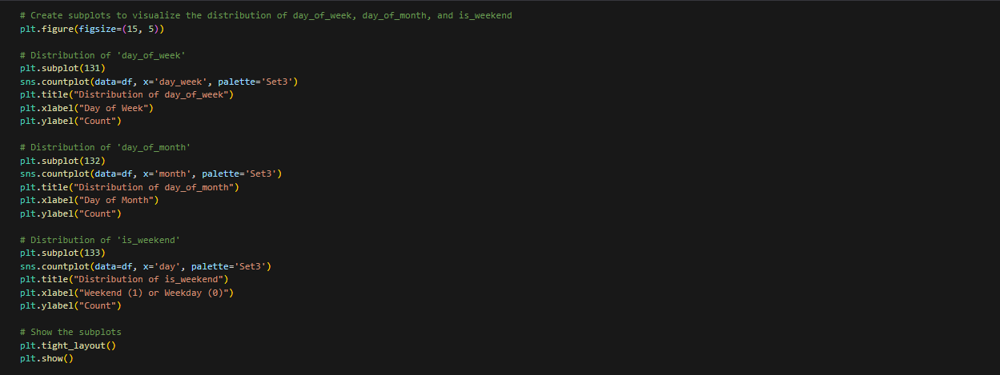 # Create subplots to visualize the distribution of day_of_week, day_of_month, and is_weekend
plt.figure(figsize=(15, 5))
# Distribution of 'day_of_week'
plt.subplot(131)
sns.countplot(data=df, x='day_week', palette='Set3')
plt.title("Distribution of day_of_week")
plt.xlabel("Day of Week")
plt.ylabel("Count")
# Distribution of 'day_of_month'
plt.subplot(132)
sns.countplot(data=df, x='month', palette='Set3')
plt.title("Distribution of day_of_month")
plt.xlabel("Day of Month")
plt.ylabel("Count")
# Distribution of 'is_weekend'
plt.subplot(133)
sns.countplot(data=df, x='day', palette='Set3')
plt.title("Distribution of is_weekend")
plt.xlabel("Weekend (1) or Weekday (0)")
plt.ylabel("Count")
# Show the subplots
plt.tight_layout()
plt.show()